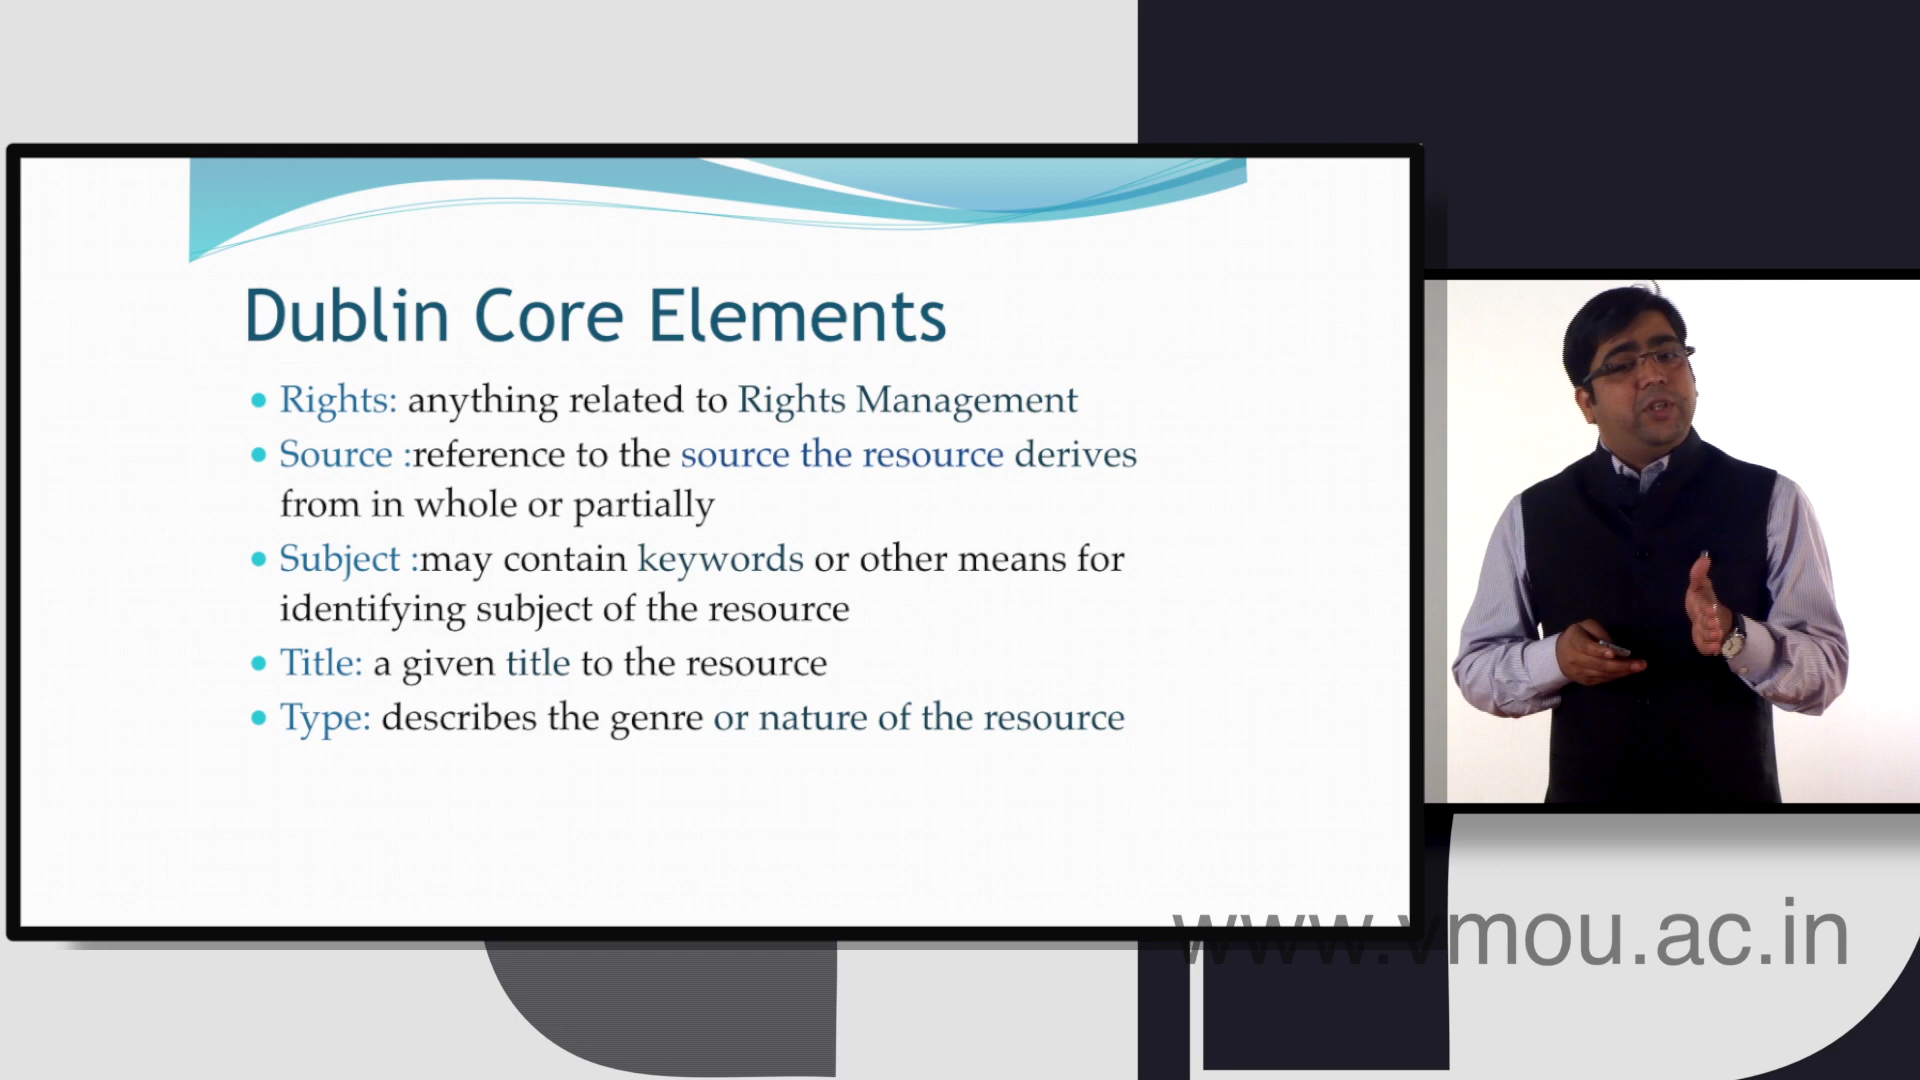 Dublin Core Elements
• Rights: anything related to Rights Management
• Source :reference to the source the resource derives
from in whole or partially
• Subject :may contain keywords or other means for
identifying subject of the resource
• Title: a given title to the resource
• Type: describes the genre or nature of the resource
www.vmou.ac.in